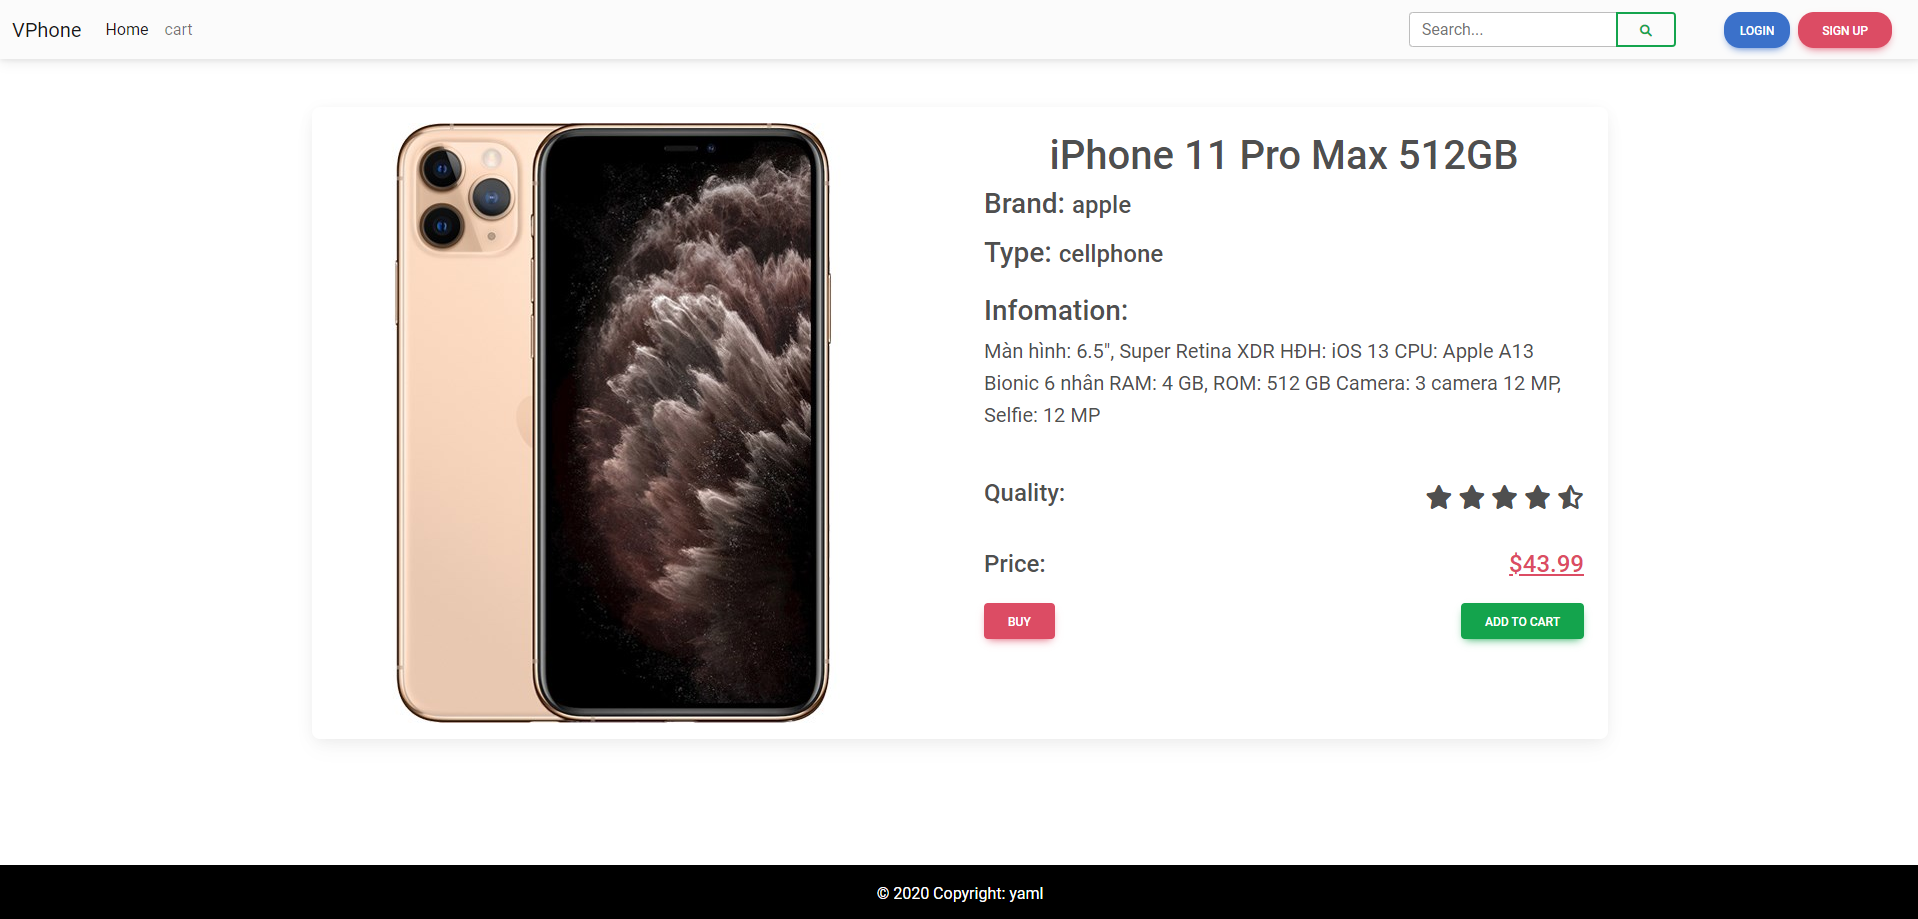 VPhone Home cart Search... LOGIN SIGN UP
iPhone 11 Pro Max 512GB
Brand: apple
Type: cellphone
Infomation:
Màn hình: 6.5", Super Retina XDR HĐH: iOS 13 CPU: Apple A13
Bionic 6 nhân RAM: 4 GB, ROM: 512 GB Camera: 3 camera 12 MP,
Selfie: 12 MP
Quality:
Price: $43.99
BUY ADD TO CART
© 2020 Copyright: yaml